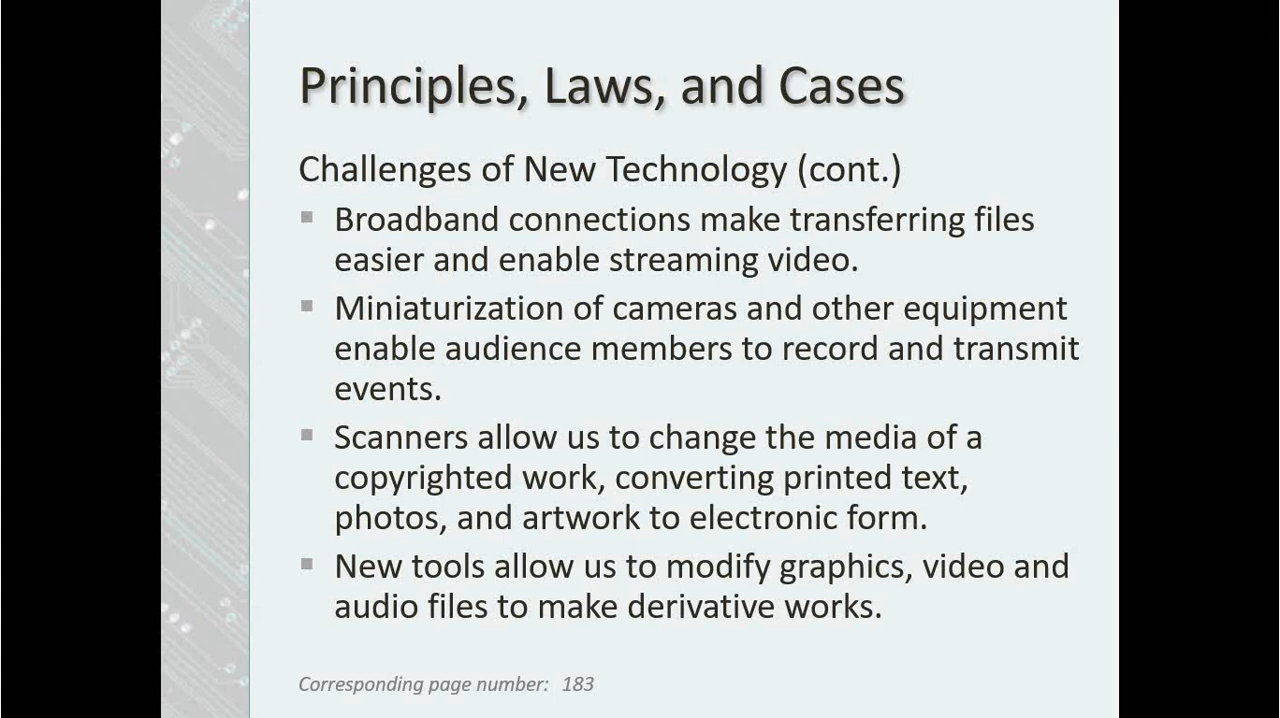 Principles, Laws, and Cases
Challenges of New Technology (cont.)
▪ Broadband connections make transferring files
easier and enable streaming video.
▪ Miniaturization of cameras and other equipment
enable audience members to record and transmit
events.
▪ Scanners allow us to change the media of a
copyrighted work, converting printed text,
photos, and artwork to electronic form.
▪ New tools allow us to modify graphics, video and
audio files to make derivative works.
Corresponding page number: 183